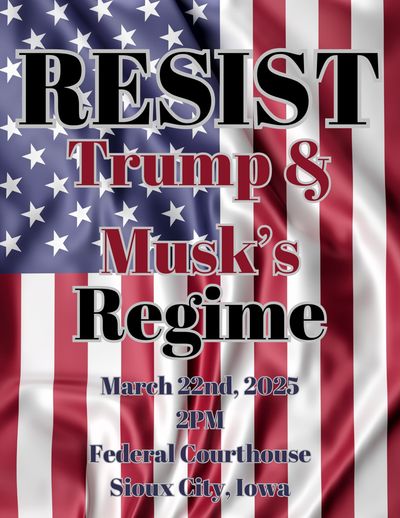 RESIST
Trump &
Musk's
Regime
March 22nd, 2025
2PM
Federal Courthouse
Sioux City, Iowa